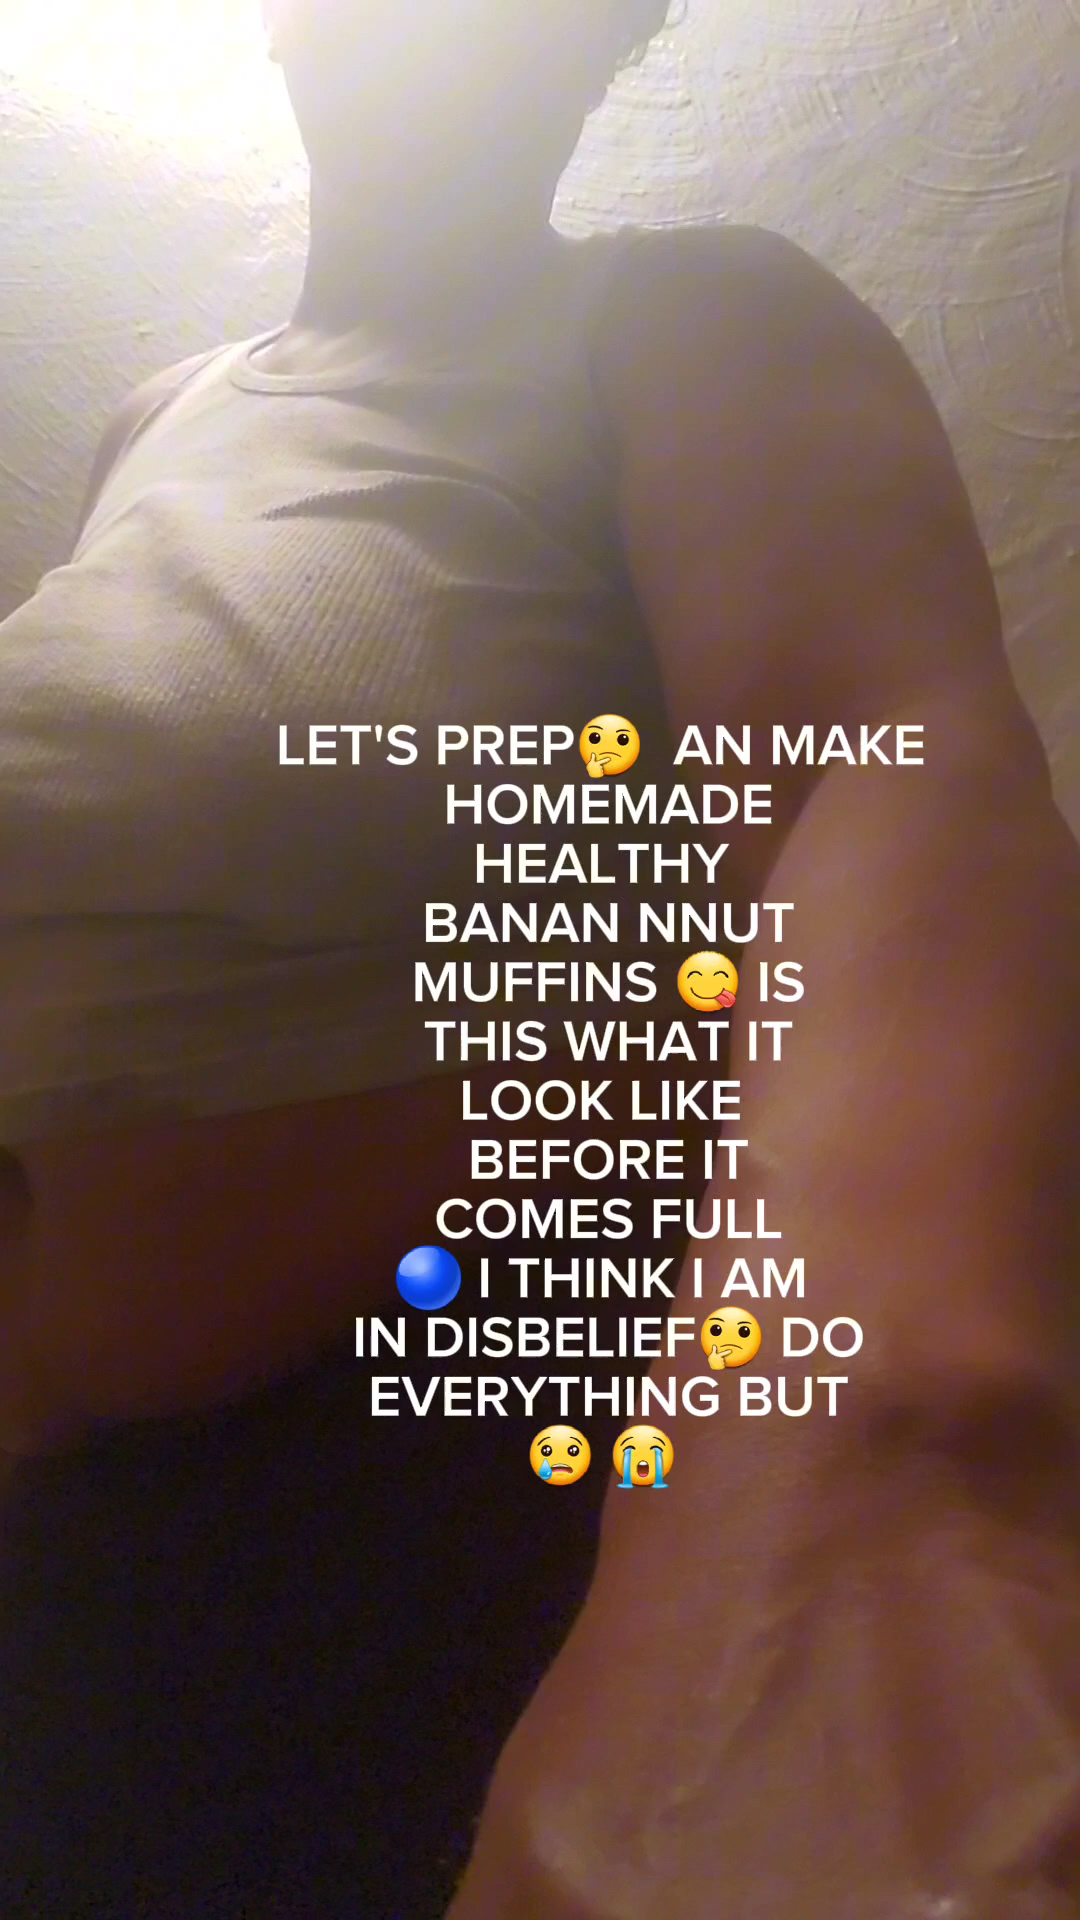 LET'S PREP🤔 AN MAKE
HOMEMADE
HEALTHY
BANAN NNUT
MUFFINS 😋 IS
THIS WHAT IT
LOOK LIKE
BEFORE IT
COMES FULL
🔵 I THINK I AM
IN DISBELIEF🤔 DO
EVERYTHING BUT
😢 😭